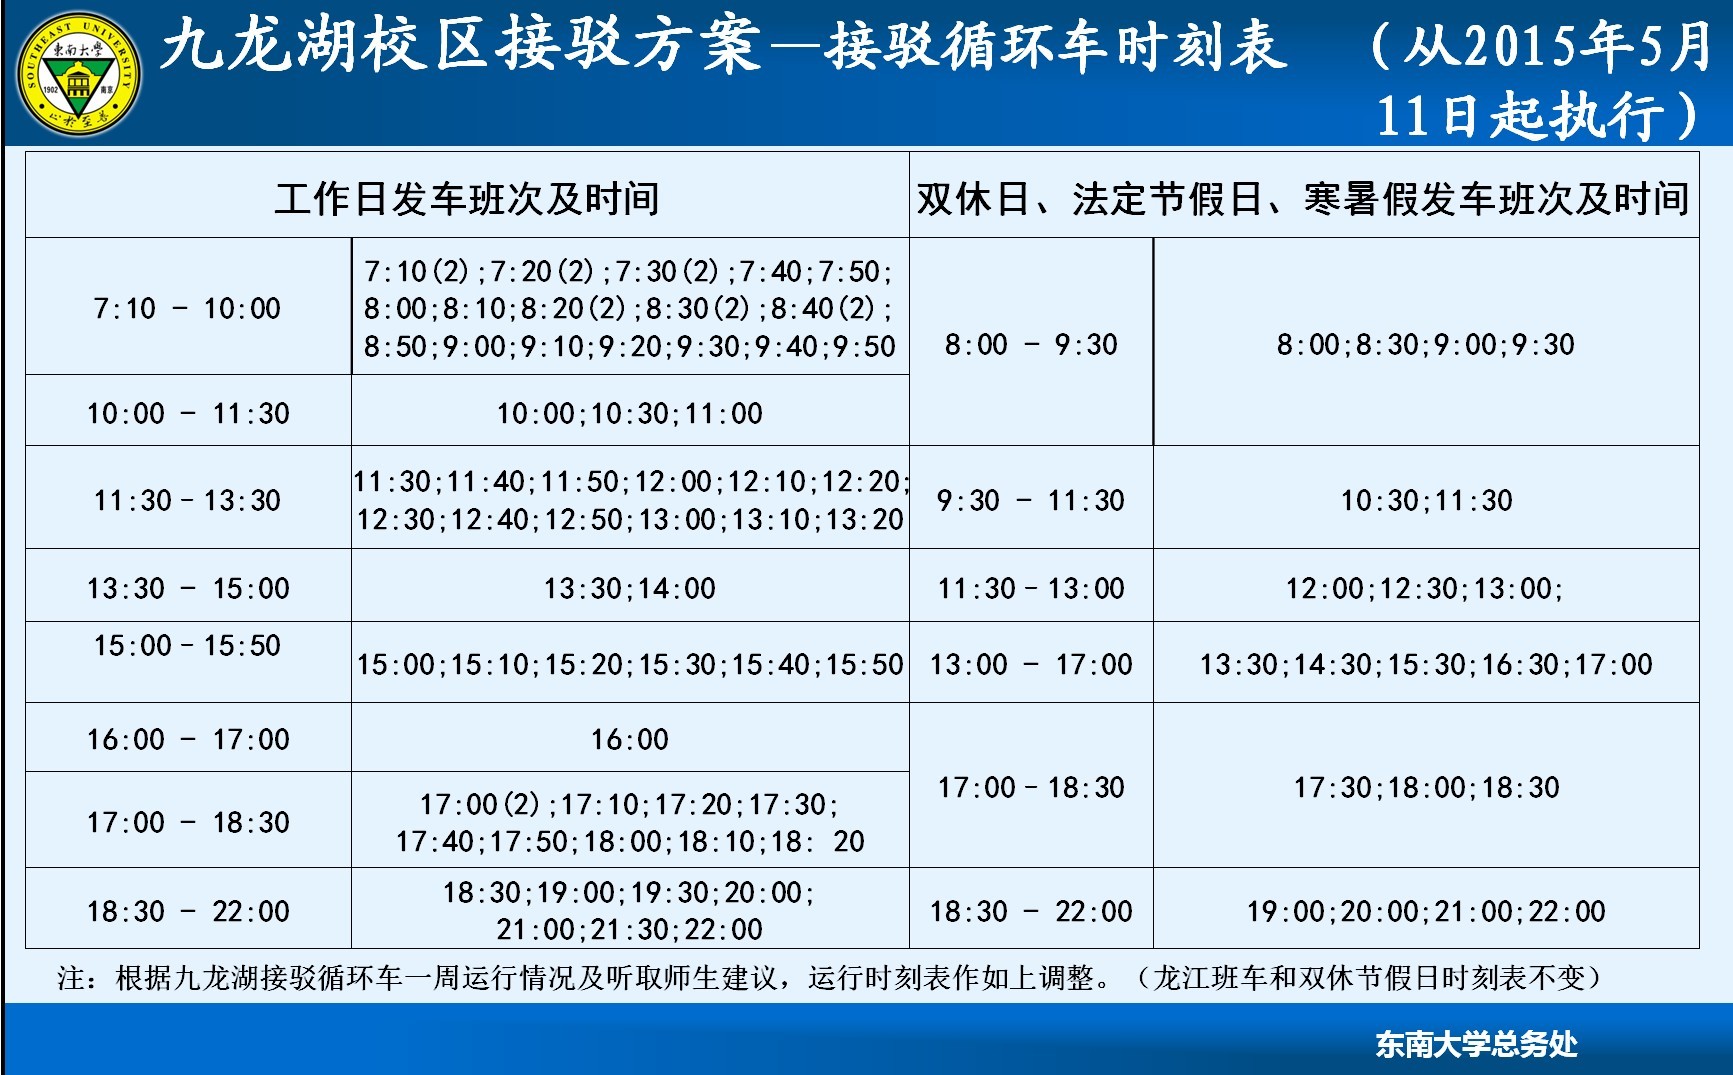 SOUTHEAST UNIVERSITY
東南大學
1902 南京
止於至善
九龙湖校区接驳方案—接驳循环车时刻表 （从2015年5月
11日起执行）
工作日发车班次及时间
双休日、法定节假日、寒暑假发车班次及时间
7:10 - 10:00
7:10(2);7:20(2);7:30(2);7:40;7:50;
8:00;8:10;8:20(2);8:30(2);8:40(2);
8:50;9:00;9:10;9:20;9:30;9:40;9:50
8:00 - 9:30
8:00;8:30;9:00;9:30
10:00 - 11:30
10:00;10:30;11:00
11:30-13:30
11:30;11:40;11:50;12:00;12:10;12:20;
12:30;12:40;12:50;13:00;13:10;13:20
9:30 - 11:30
10:30;11:30
13:30 - 15:00
13:30;14:00
11:30-13:00
12:00;12:30;13:00;
15:00-15:50
15:00;15:10;15:20;15:30;15:40;15:50
13:00 - 17:00
13:30;14:30;15:30;16:30;17:00
16:00 - 17:00
16:00
17:00-18:30
17:30;18:00;18:30
17:00 - 18:30
17:00(2);17:10;17:20;17:30;
17:40;17:50;18:00;18:10;18: 20
18:30 - 22:00
18:30;19:00;19:30;20:00;
21:00;21:30;22:00
18:30 - 22:00
19:00;20:00;21:00;22:00
注：根据九龙湖接驳循环车一周运行情况及听取师生建议，运行时刻表作如上调整。（龙江班车和双休节假日时刻表不变）
东南大学总务处